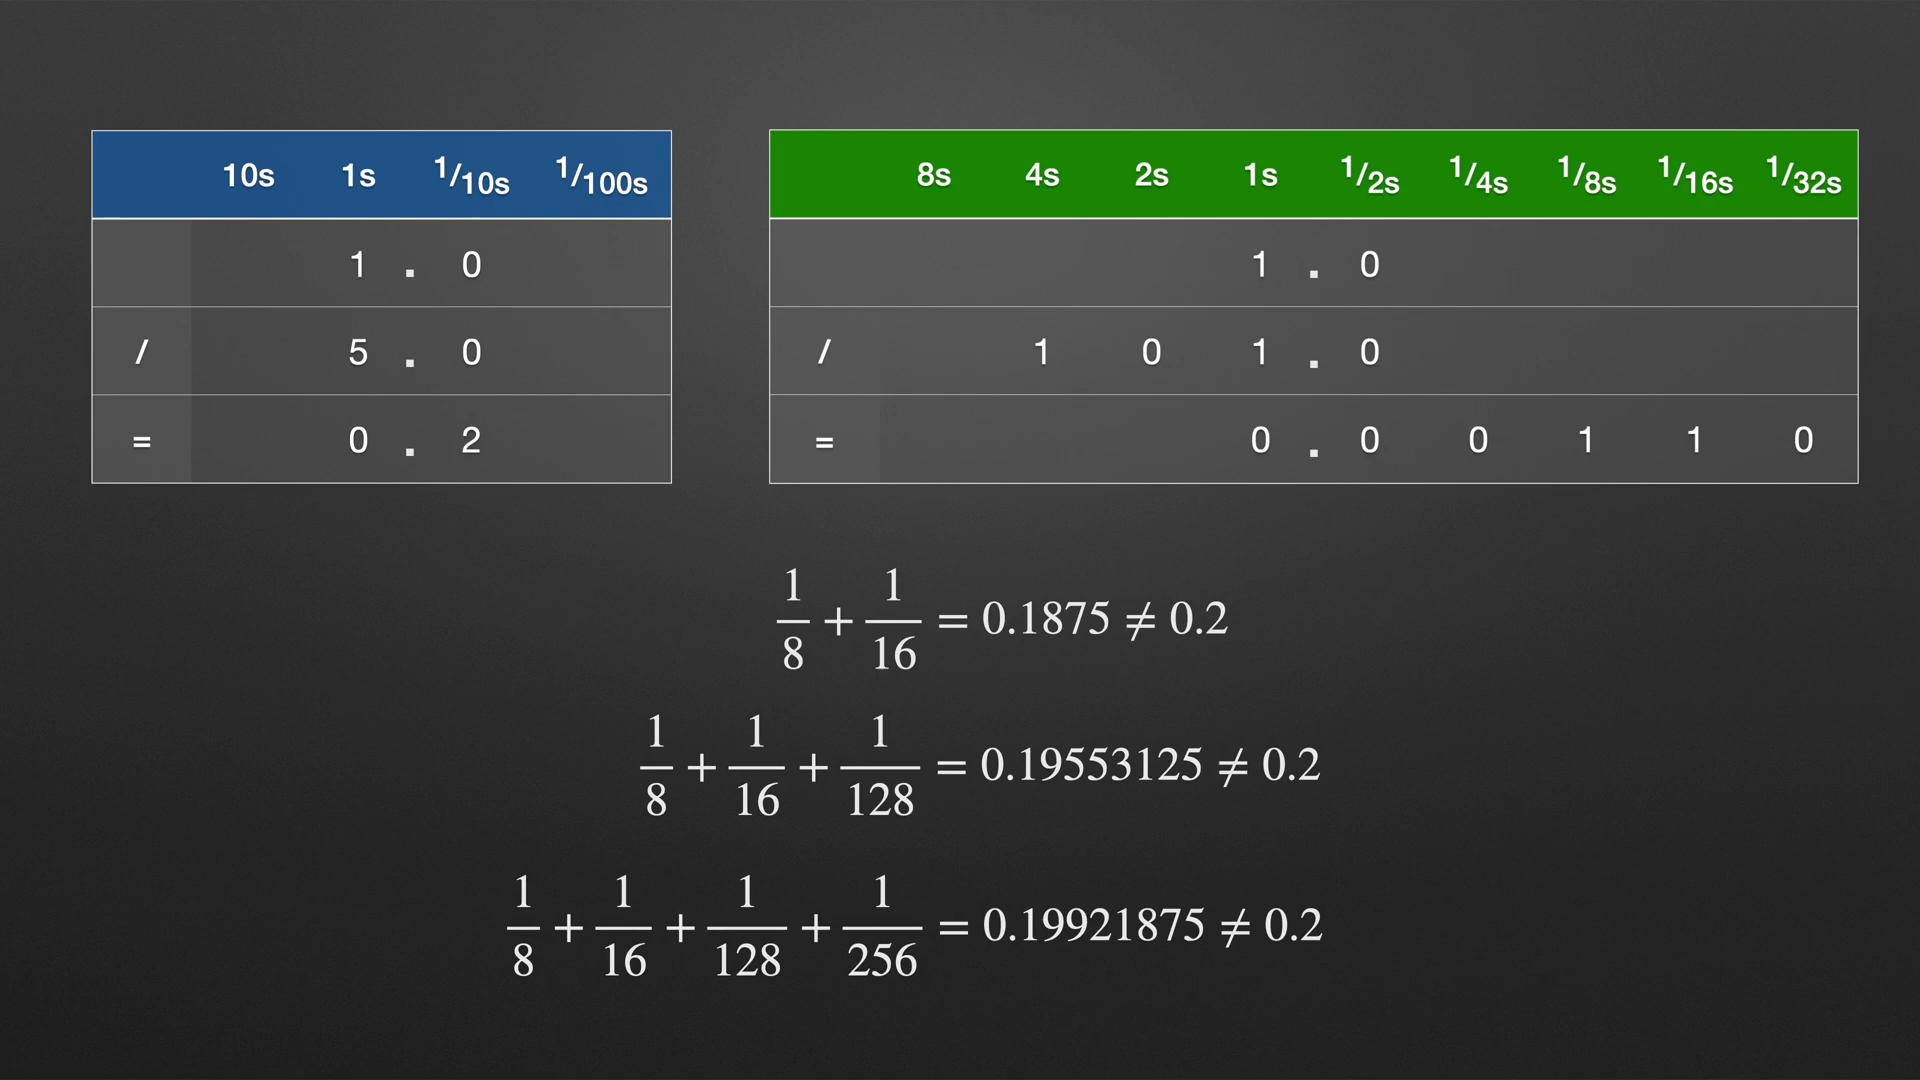 10s 1s 1/10s 1/100s
1 . 0
/ 5 . 0
= 0 . 2
8s 4s 2s 1s 1/2s 1/4s 1/8s 1/16s 1/32s
1 . 0
/ 1 0 1 . 0
= 0 . 0 0 1 1 0
1/8 + 1/16 = 0.1875 ≠ 0.2
1/8 + 1/16 + 1/128 = 0.19553125 ≠ 0.2
1/8 + 1/16 + 1/128 + 1/256 = 0.19921875 ≠ 0.2